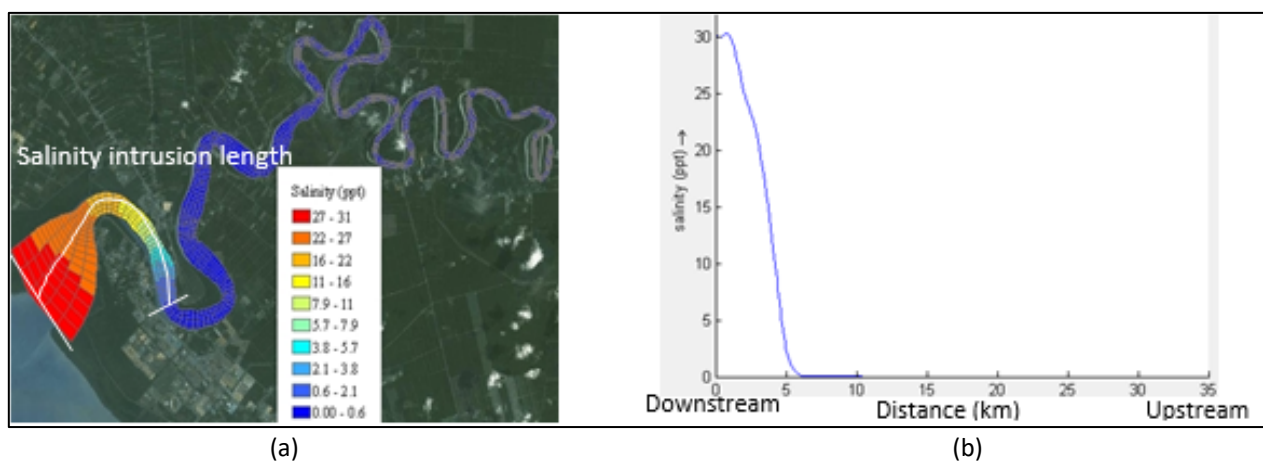 Salinity intrusion length
Salinity (ppt)
27 - 31
22 - 27
16 - 22
11 - 16
7.9 - 11
5.7 - 7.9
3.8 - 5.7
2.1 - 3.8
0.6 - 2.1
0.00 - 0.6
(a)
30
25
20
15
10
5
0
salinity (ppt) →
0 5 10 15 20 25 30 35
Downstream Distance (km) Upstream
(b)